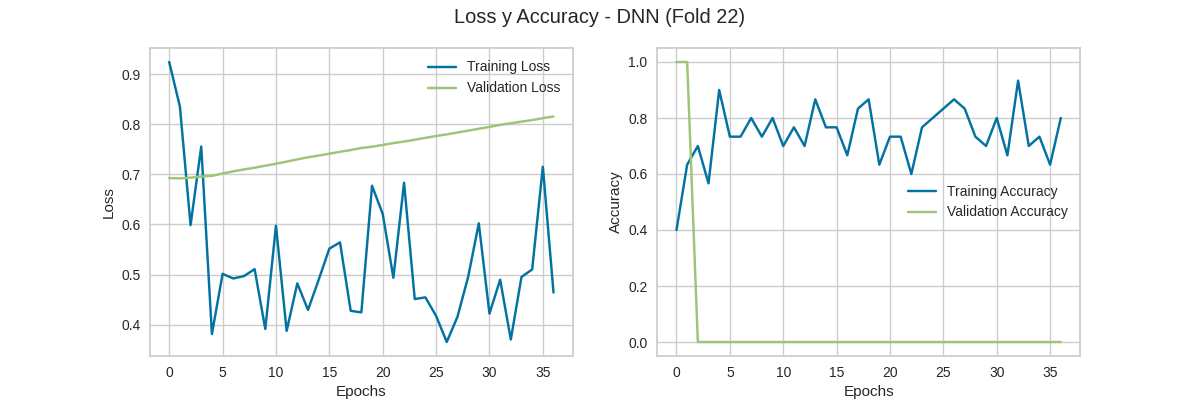 Loss y Accuracy - DNN (Fold 22)
Loss
0.9
0.8
0.7
0.6
0.5
0.4
Training Loss
Validation Loss
0 5 10 15 20 25 30 35
Epochs
Accuracy
1.0
0.8
0.6
0.4
0.2
0.0
Training Accuracy
Validation Accuracy
0 5 10 15 20 25 30 35
Epochs